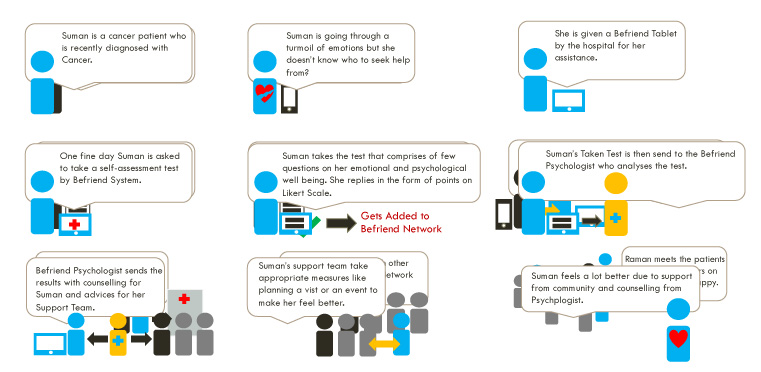 Suman is a cancer patient who
is recently diagnosed with
Cancer.
Suman is going through a
turmoil of emotions but she
doesn't know who to seek help
from?
She is given a Befriend Tablet
by the hospital for her
assistance.
One fine day Suman is asked
to take a self-assessment test
by Befriend System.
Suman takes the test that comprises of few
questions on her emotional and psychological
well being. She replies in the form of points on
Likert Scale.
Gets Added to
Befriend Network
Suman's Taken Test is then send to the Befriend
Psychologist who analyses the test.
Befriend Psychologist sends the
results with counselling for
Suman and advices for her
Support Team.
Suman's support team take
appropriate measures like
planning a vist or an event to
make her feel better.
other
etwork
Raman meets the patients
rs on
ppy.
Suman feels a lot better due to support
from community and counselling from
Psychplogist.